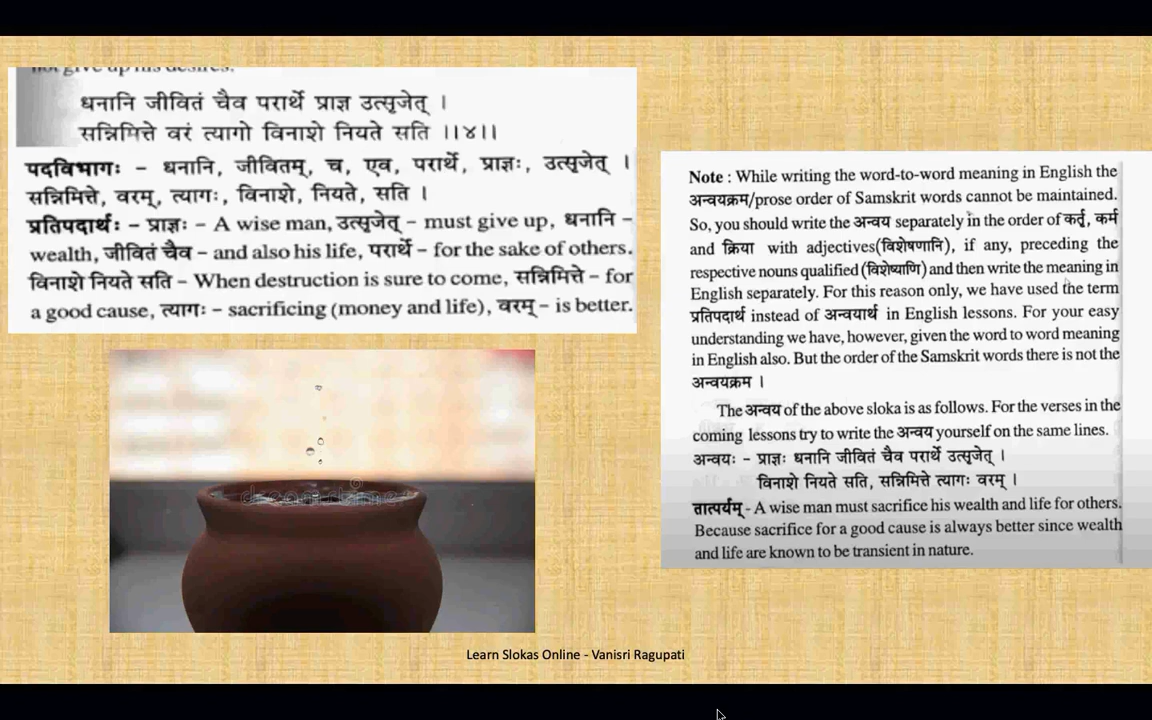 not give up his desires.
धनानि जीवितं चैव परार्थे प्राज्ञ उत्सृजेत् ।
सन्निमित्ते वरं त्यागो विनाशे नियते सति ।।४।।
पदविभागः – धनानि, जीवितम्, च, एव, परार्थे, प्राज्ञः, उत्सृजेत् ।
सन्निमित्ते, वरम्, त्यागः, विनाशे, नियते, सति ।
प्रतिपदार्थः – प्राज्ञः – A wise man, उत्सृजेत् – must give up, धनानि –
wealth, जीवितं चैव – and also his life, परार्थे – for the sake of others.
विनाशे नियते सति – When destruction is sure to come, सन्निमित्ते – for
a good cause, त्यागः – sacrificing (money and life), वरम् – is better.
dreamstime
Note : While writing the word-to-word meaning in English the
अन्वयक्रम/prose order of Samskrit words cannot be maintained.
So, you should write the अन्वय separately in the order of कर्तृ, कर्म
and क्रिया with adjectives(विशेषणानि), if any, preceding the
respective nouns qualified (विशेष्याणि) and then write the meaning in
English separately. For this reason only, we have used the term
प्रतिपदार्थ instead of अन्वयार्थ in English lessons. For your easy
understanding we have, however, given the word to word meaning
in English also. But the order of the Samskrit words there is not the
अन्वयक्रम ।
The अन्वय of the above sloka is as follows. For the verses in the
coming lessons try to write the अन्वय yourself on the same lines.
अन्वयः - प्राज्ञः धनानि जीवितं चैव परार्थे उत्सृजेत् ।
विनाशे नियते सति, सन्निमित्ते त्यागः वरम् ।
तात्पर्यम् - A wise man must sacrifice his wealth and life for others.
Because sacrifice for a good cause is always better since wealth
and life are known to be transient in nature.
Learn Slokas Online - Vanisri Ragupati